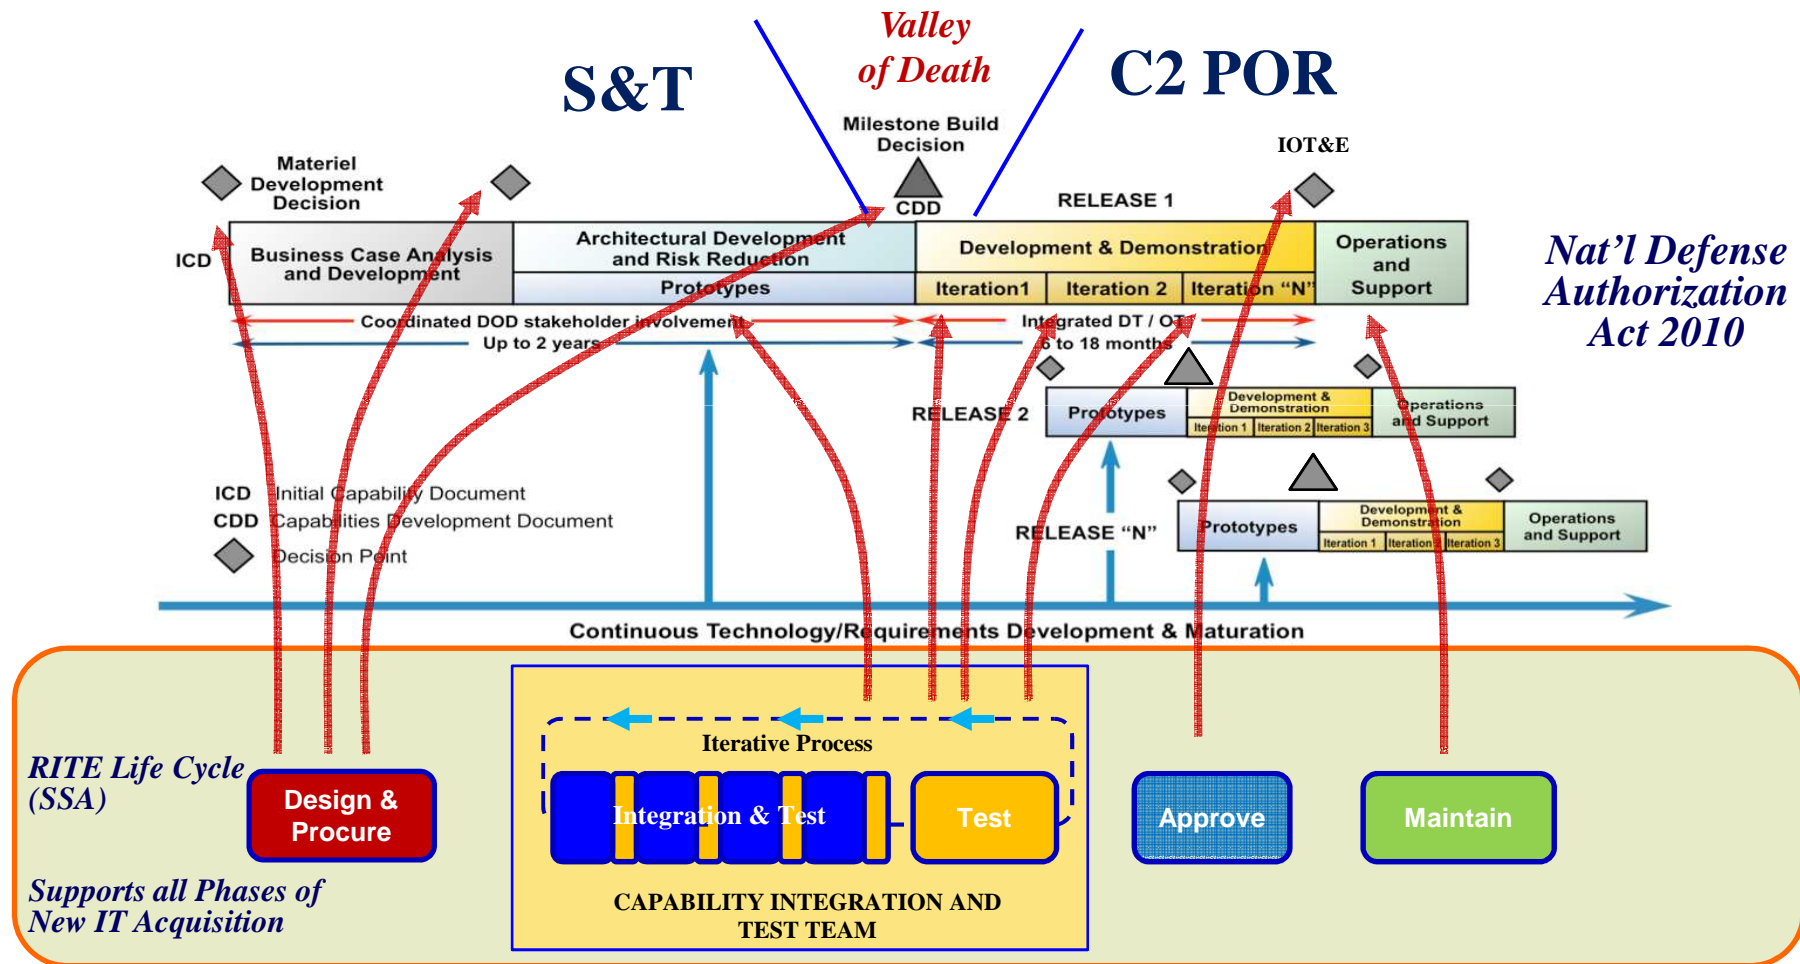 Valley
of Death
S&T
C2 POR
Milestone Build
Decision
IOT&E
Materiel
Development
Decision
CDD
RELEASE 1
ICD
Business Case Analysis
and Development
Architectural Development
and Risk Reduction
Prototypes
Development & Demonstration
Iteration1
Iteration 2
Iteration “N”
Operations
and
Support
Nat’l Defense
Authorization
Act 2010
Coordinated DOD stakeholder involvement
Integrated DT / OT
Up to 2 years
6 to 18 months
RELEASE 2
Prototypes
Development &
Demonstration
Iteration 1
Iteration 2
Iteration 3
Operations
and Support
ICD Initial Capability Document
CDD Capabilities Development Document
Decision Point
RELEASE “N”
Prototypes
Development &
Demonstration
Iteration 1
Iteration 2
Iteration 3
Operations
and Support
Continuous Technology/Requirements Development & Maturation
RITE Life Cycle
(SSA)
Supports all Phases of
New IT Acquisition
Design &
Procure
Iterative Process
Integration & Test
Test
CAPABILITY INTEGRATION AND
TEST TEAM
Approve
Maintain